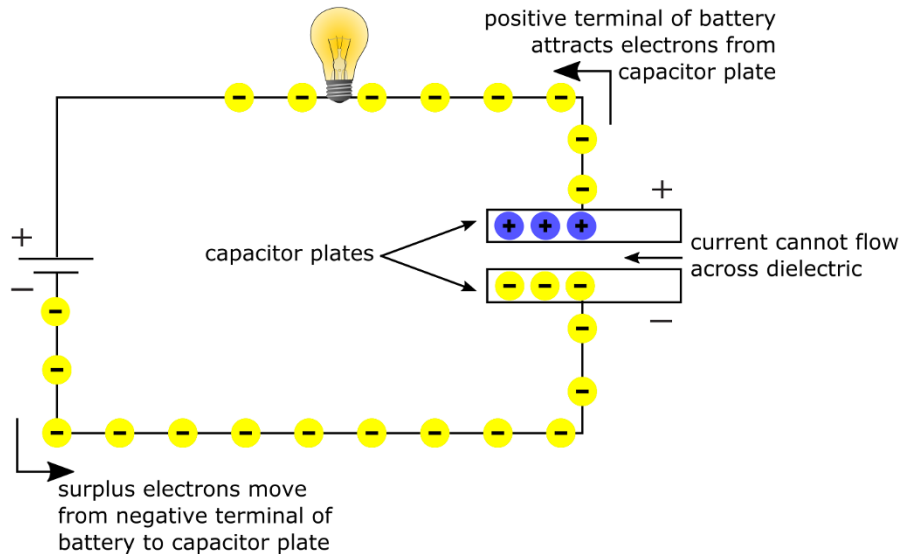 positive terminal of battery
attracts electrons from
capacitor plate
+
capacitor plates
current cannot flow
across dielectric
+
−
−
surplus electrons move
from negative terminal of
battery to capacitor plate